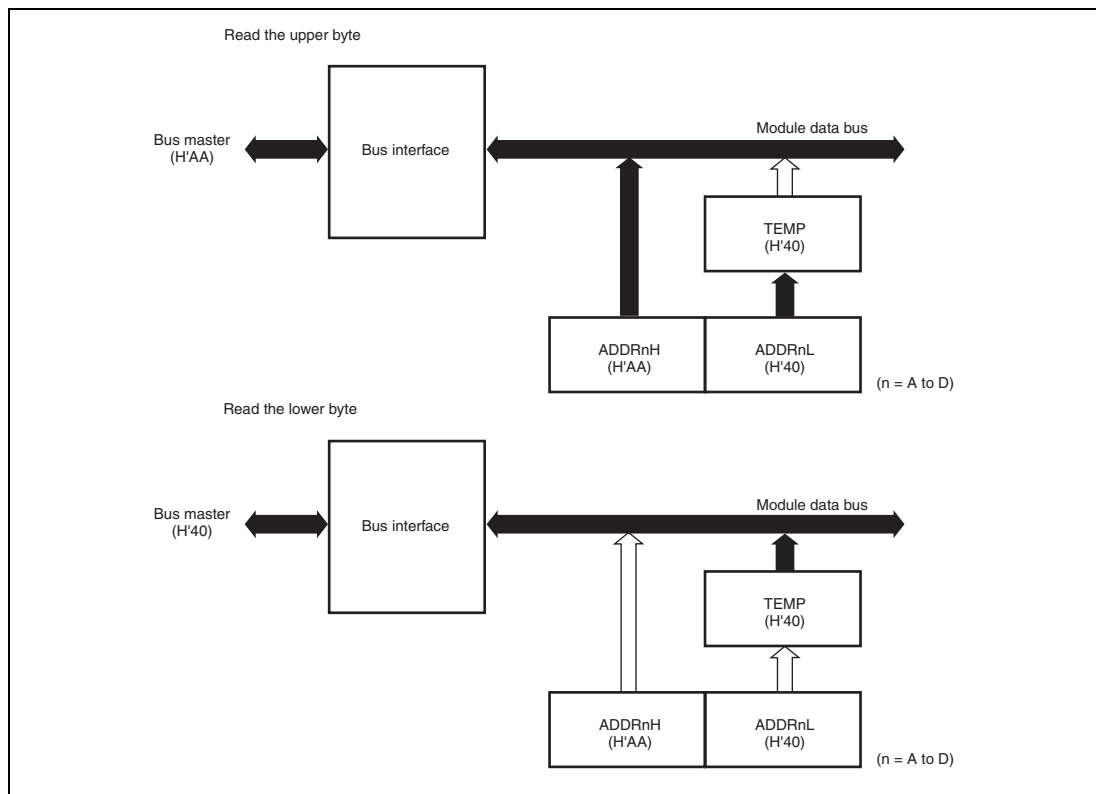 Read the upper byte
Bus master
(H'AA)
Bus interface
Module data bus
TEMP
(H'40)
ADDRnH
(H'AA)
ADDRnL
(H'40)
(n = A to D)
Read the lower byte
Bus master
(H'40)
Bus interface
Module data bus
TEMP
(H'40)
ADDRnH
(H'AA)
ADDRnL
(H'40)
(n = A to D)